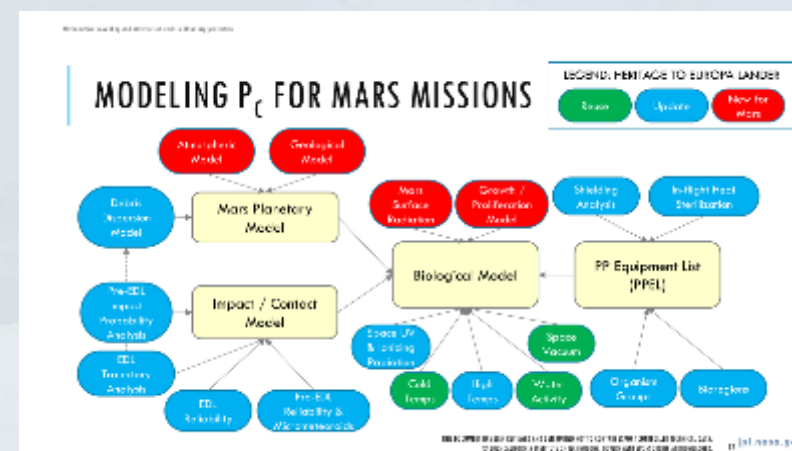 MODELING Pc FOR MARS MISSIONS
LEGEND: HERITAGE TO EUROPA LANDER
Reuse
Update
New for
Mars
Atmospheric
Model
Geological
Model
Debris
Dispersion
Model
Mars Planetary
Model
Mars
Surface
Radiation
Growth /
Proliferation
Model
Shielding
Analysis
In-flight Heat
Sterilization
Biological Model
PP Equipment List
(PPEL)
Pre-EDL
Impact
Probability
Analysis
Impact / Contact
Model
Space UV
& Ionizing
Radiation
Space
Vacuum
EDL
Trajectory
Analysis
Cold
Temps
High
Temps
Water
Activity
Organism
Groups
Bioregions
EDL
Reliability
Pre-EDL
Reliability &
Micrometeoroids
jpl.nasa.gov